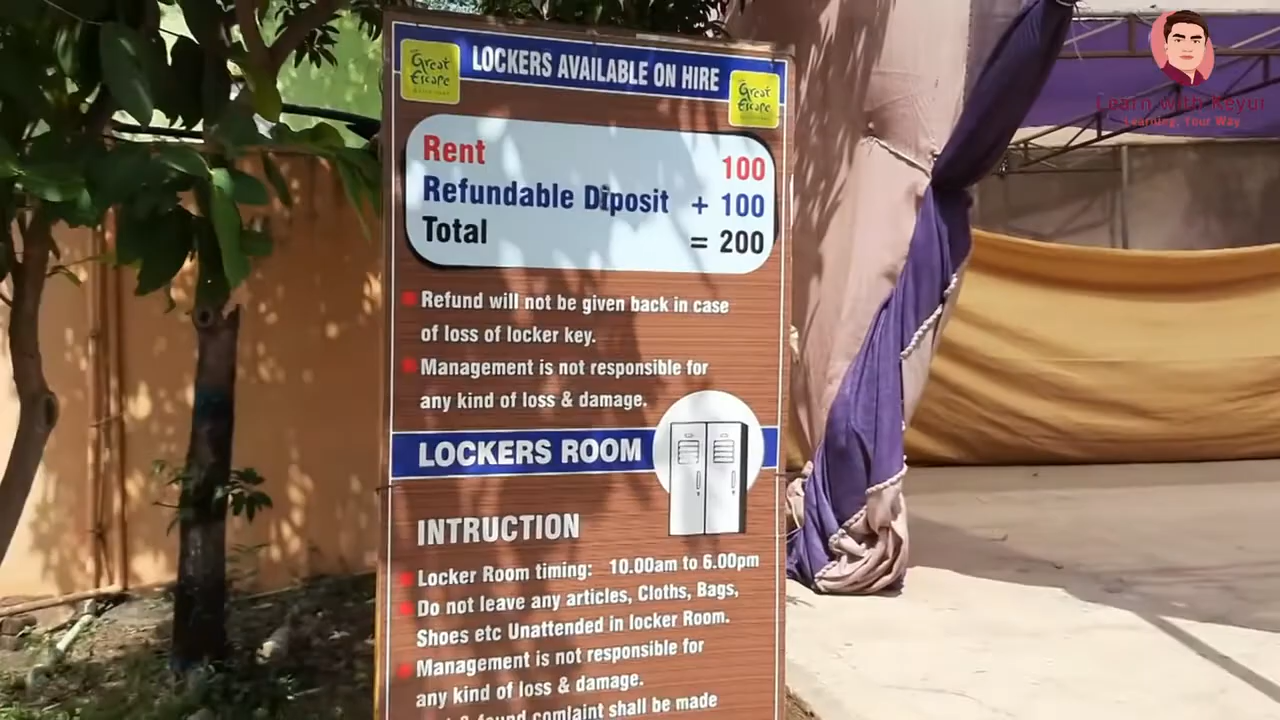 LOCKERS AVAILABLE ON HIRE
Great Escape
Great Escape
Rent 100
Refundable Diposit + 100
Total = 200
Refund will not be given back in case
of loss of locker key.
Management is not responsible for
any kind of loss & damage.
LOCKERS ROOM
INTRUCTION
Locker Room timing: 10.00am to 6.00pm
Do not leave any articles, Cloths, Bags,
Shoes etc Unattended in locker Room.
Management is not responsible for
any kind of loss & damage.
& found comlaint shall be made
Learn with Keyur
Learning, Your Way